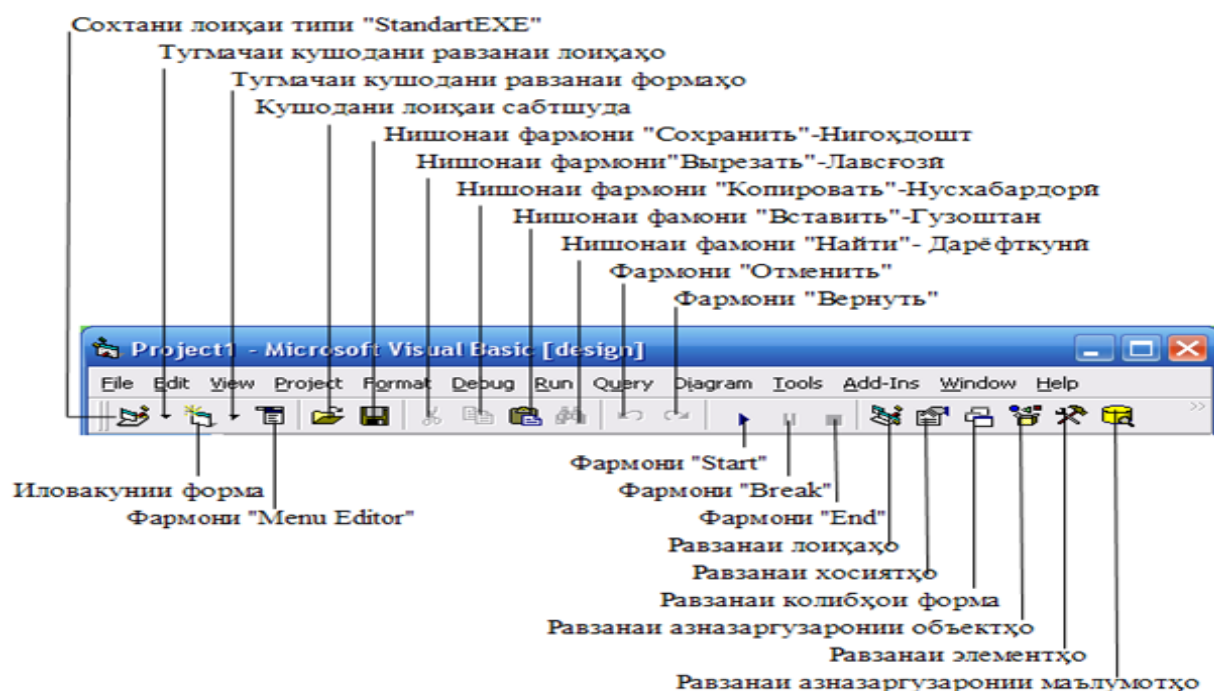 Сохтани лоиҳаи типи "StandartEXE"
Тугмачаи кушодани равзанаи лоиҳаҳо
Тугмачаи кушодани равзанаи формаҳо
Кушодани лоиҳаи сабтшуда
Нишонаи фармони "Сохранить"-Нигоҳдошт
Нишонаи фармони"Вырезать"-Лавсғозӣ
Нишонаи фармони "Копировать"-Нусхабардорӣ
Нишонаи фамони "Вставить"-Гузоштан
Нишонаи фамони "Найти"- Дарёфткунӣ
Фармони "Отменить"
Фармони "Вернуть"
Project1 - Microsoft Visual Basic [design]
File Edit View Project Format Debug Run Query Diagram Tools Add-Ins Window Help
Фармони "Start"
Фармони "Break"
Иловакунии форма
Фармони "Menu Editor"
Фармони "End"
Равзанаи лоиҳаҳо
Равзанаи хосиятҳо
Равзанаи колибҳои форма
Равзанаи азназаргузаронии объектҳо
Равзанаи элементҳо
Равзанаи азназаргузаронии маълумотҳо